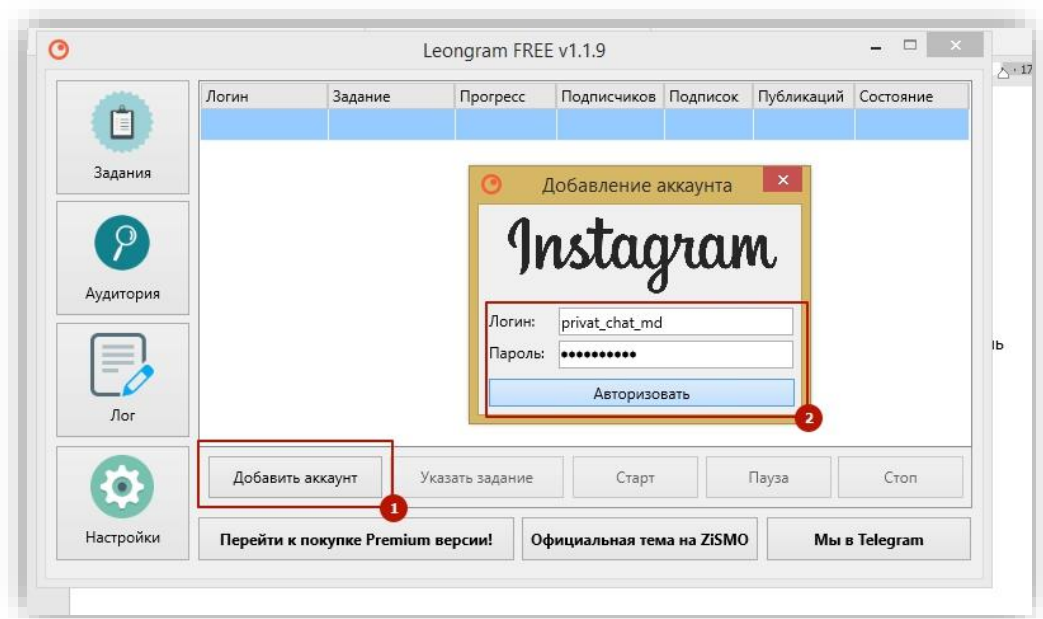 Leongram FREE v1.1.9
17
Логин Задание Прогресс Подписчиков Подписок Публикаций Состояние
Задания
Добавление аккаунта
Instagram
Аудитория
Логин: privat_chat_md
Пароль: ••••••••••
ь
Авторизовать
2
Лог
Добавить аккаунт Указать задание Старт Пауза Стоп
1
Настройки
Перейти к покупке Premium версии! Официальная тема на ZiSMO Мы в Telegram